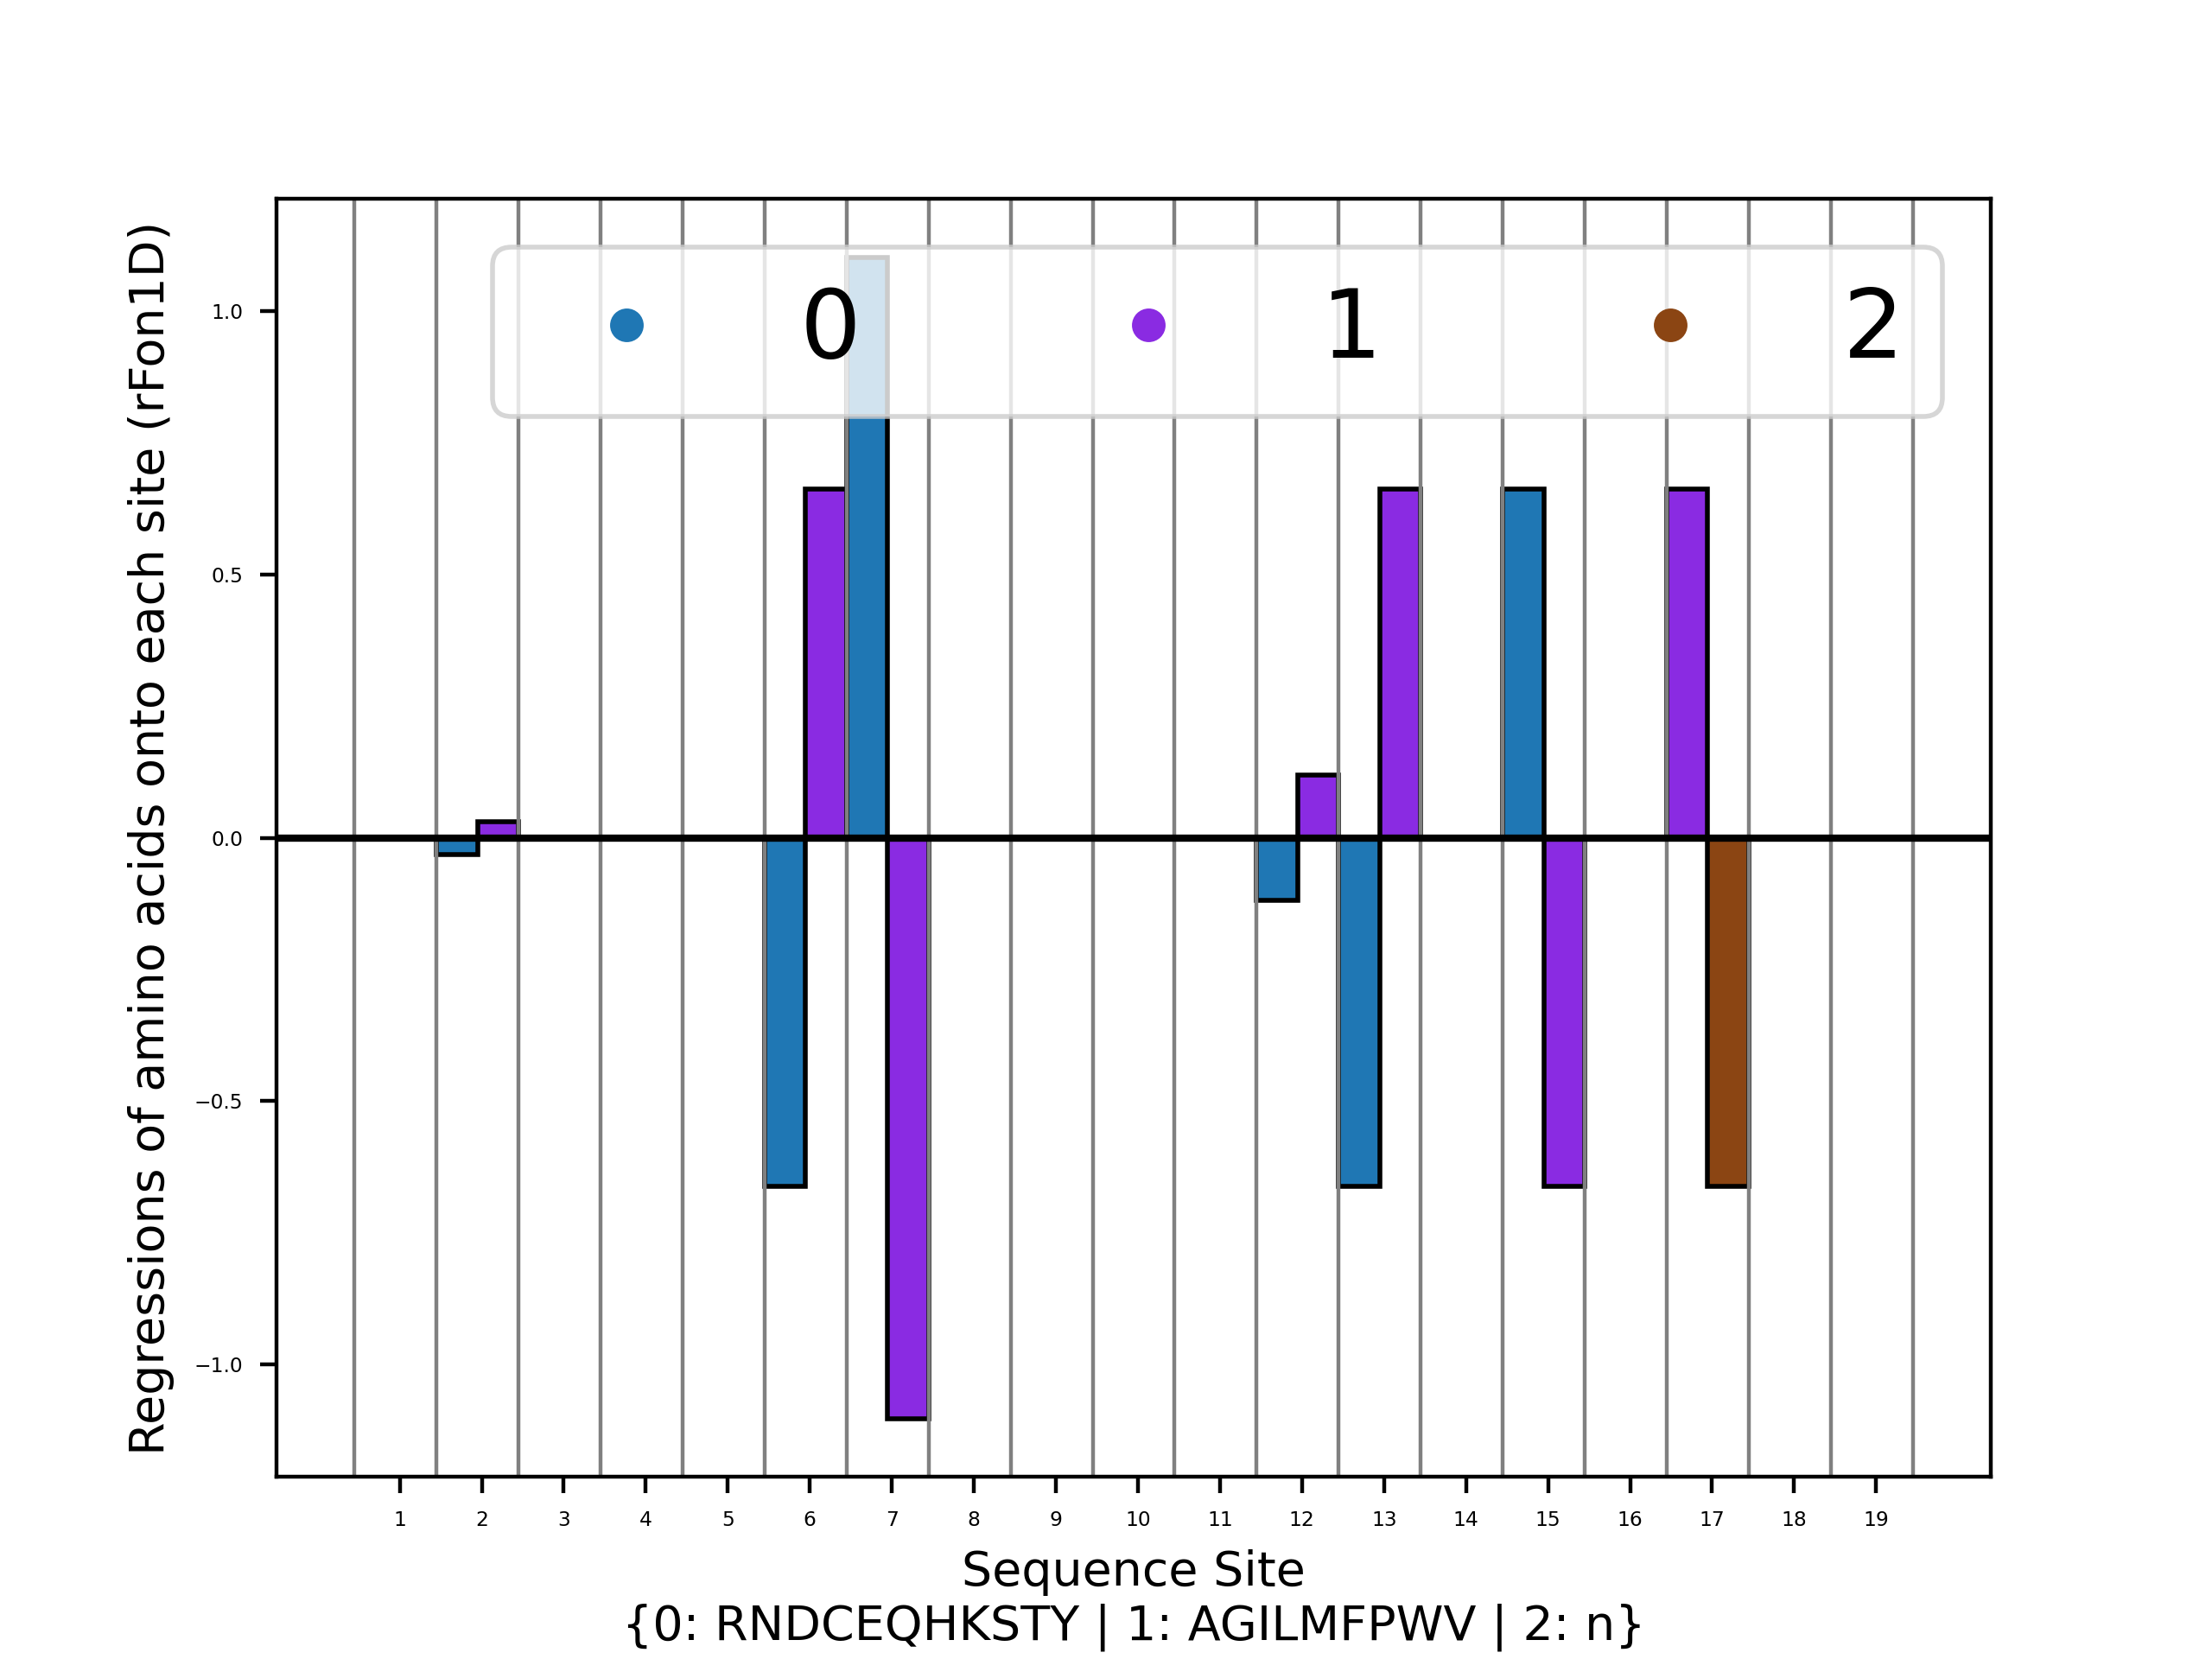 Regressions of amino acids onto each site (rFon1D)
1.0
0.5
0.0
−0.5
−1.0
0 1 2
1 2 3 4 5 6 7 8 9 10 11 12 13 14 15 16 17 18 19
Sequence Site
{0: RNDCEQHKSTY | 1: AGILMFPWV | 2: n}